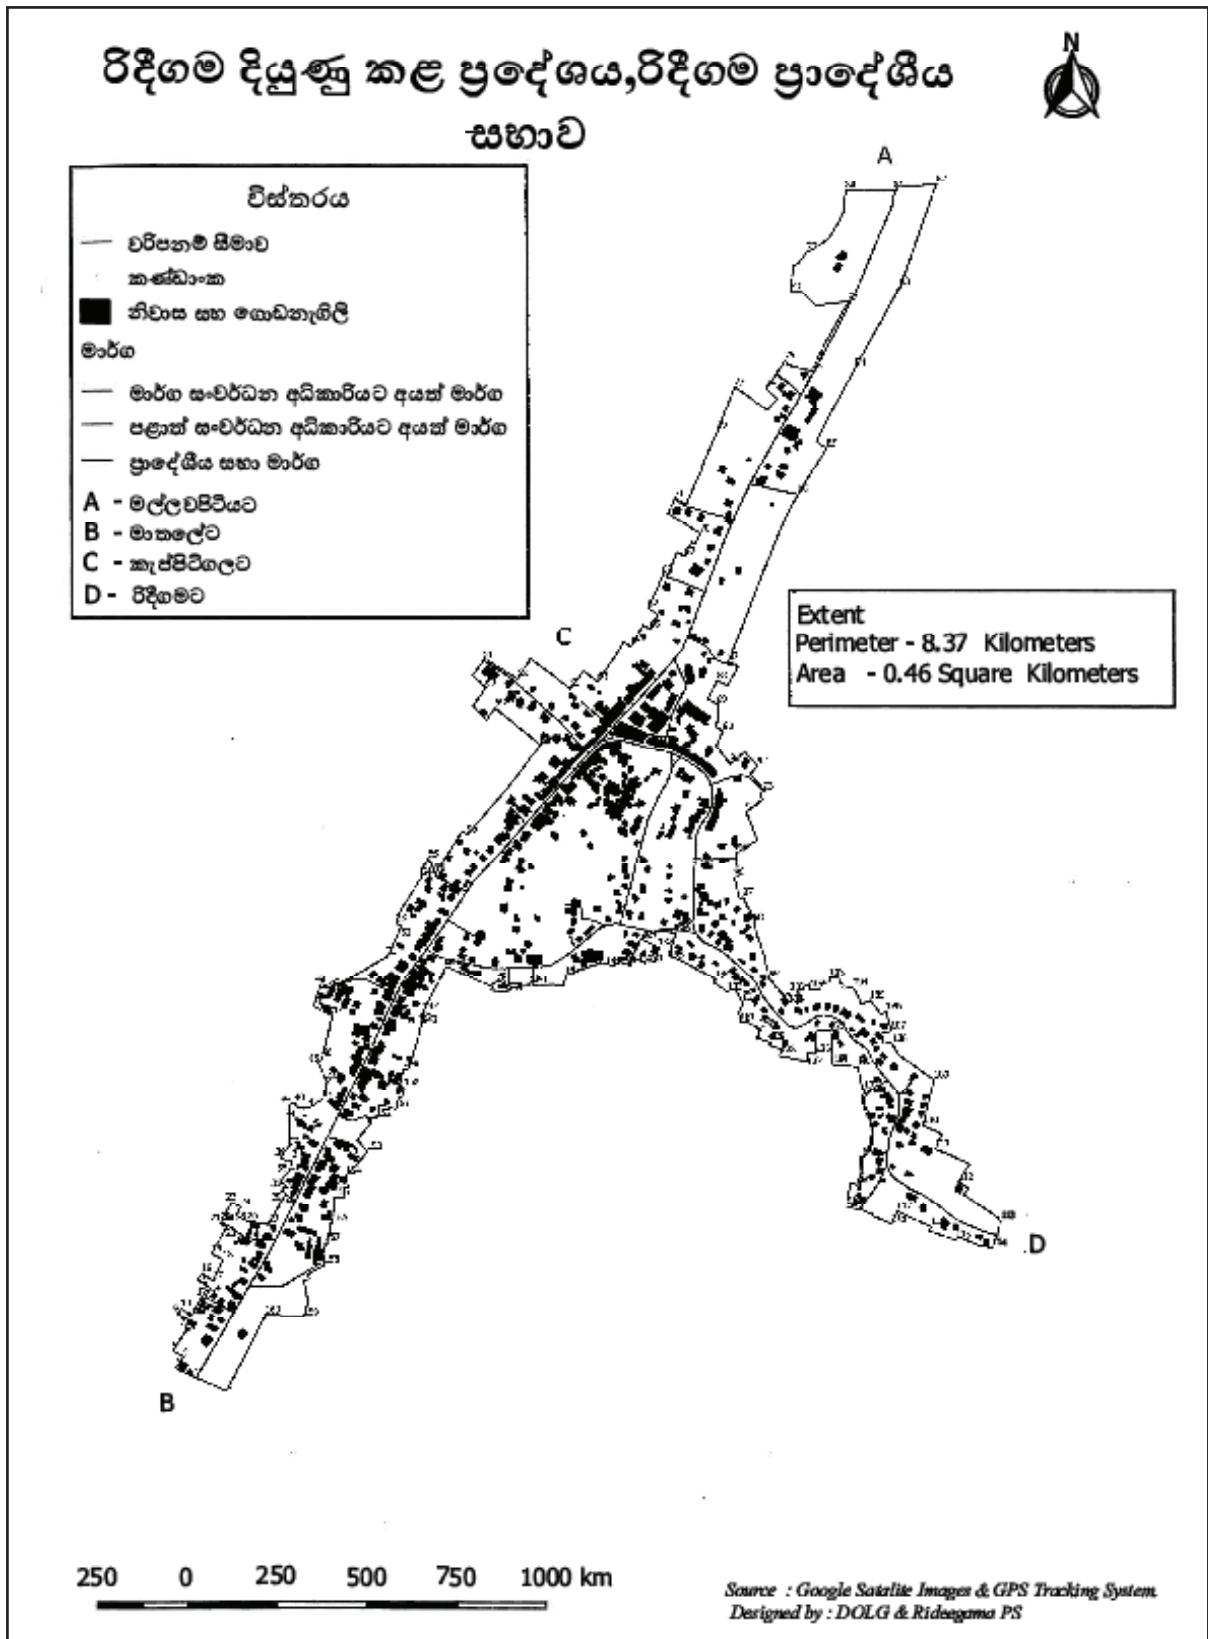 රිදීගම දියුණු කළ ප්‍රදේශය,රිදීගම ප්‍රාදේශීය
සභාව
N
A
විස්තරය
වරිපනම් සීමාව
කණ්ඩාංක
නිවාස සහ ගොඩනැගිලි
මාර්ග
මාර්ග සංවර්ධන අධිකාරියට අයත් මාර්ග
පළාත් සංවර්ධන අධිකාරියට අයත් මාර්ග
ප්‍රාදේශීය සභා මාර්ග
A - මල්ලවපිටියට
B - මාතලේට
C - කැප්පිටිගලට
D - රිදීගමට
Extent
Perimeter - 8.37 Kilometers
Area - 0.46 Square Kilometers
C
D
B
250 0 250 500 750 1000 km
Source : Google Satalite Images & GPS Tracking System.
Designed by : DOLG & Rideegama PS